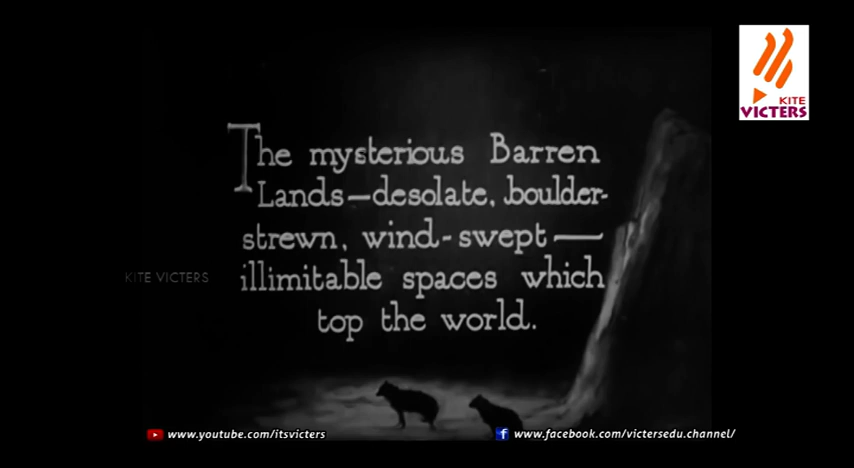 The mysterious Barren
Lands—desolate, boulder-
strewn, wind-swept—
illimitable spaces which
top the world.
KITE
VICTERS
KITE VICTERS
www.youtube.com/itsvicters
www.facebook.com/victersedu.channel/